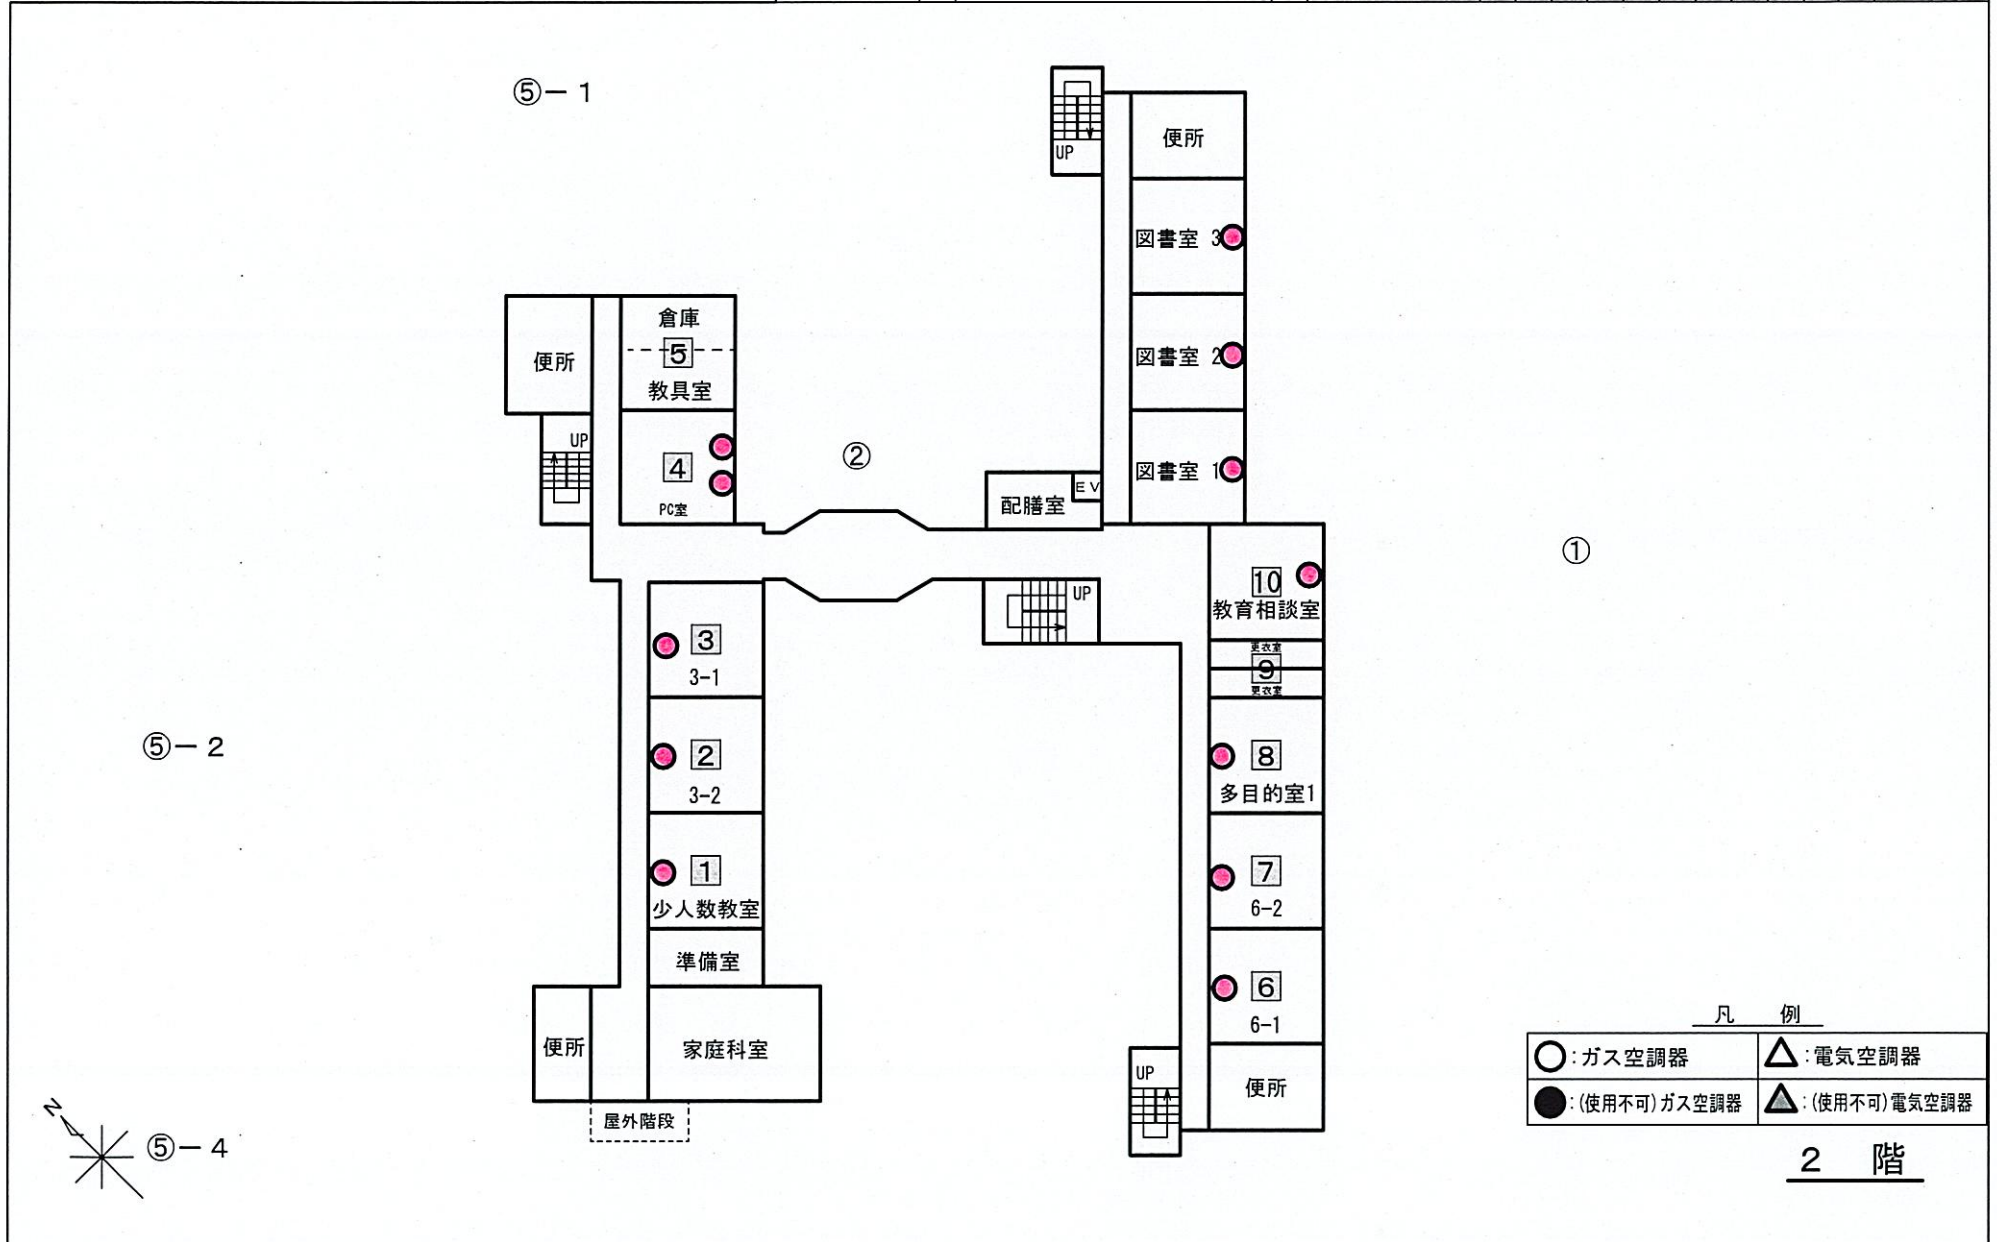 ⑤－1
UP
便所
図書室 3
図書室 2
図書室 1
倉庫
5
教具室
便所
UP
4
PC室
②
配膳室
EV
UP
①
10
教育相談室
更衣室
9
更衣室
3
3-1
2
3-2
1
少人数教室
準備室
8
多目的室1
7
6-2
6
6-1
⑤－2
便所
家庭科室
屋外階段
UP
便所
N
⑤－4
凡 例
:ガス空調器
:電気空調器
:(使用不可)ガス空調器
:(使用不可)電気空調器
2 階